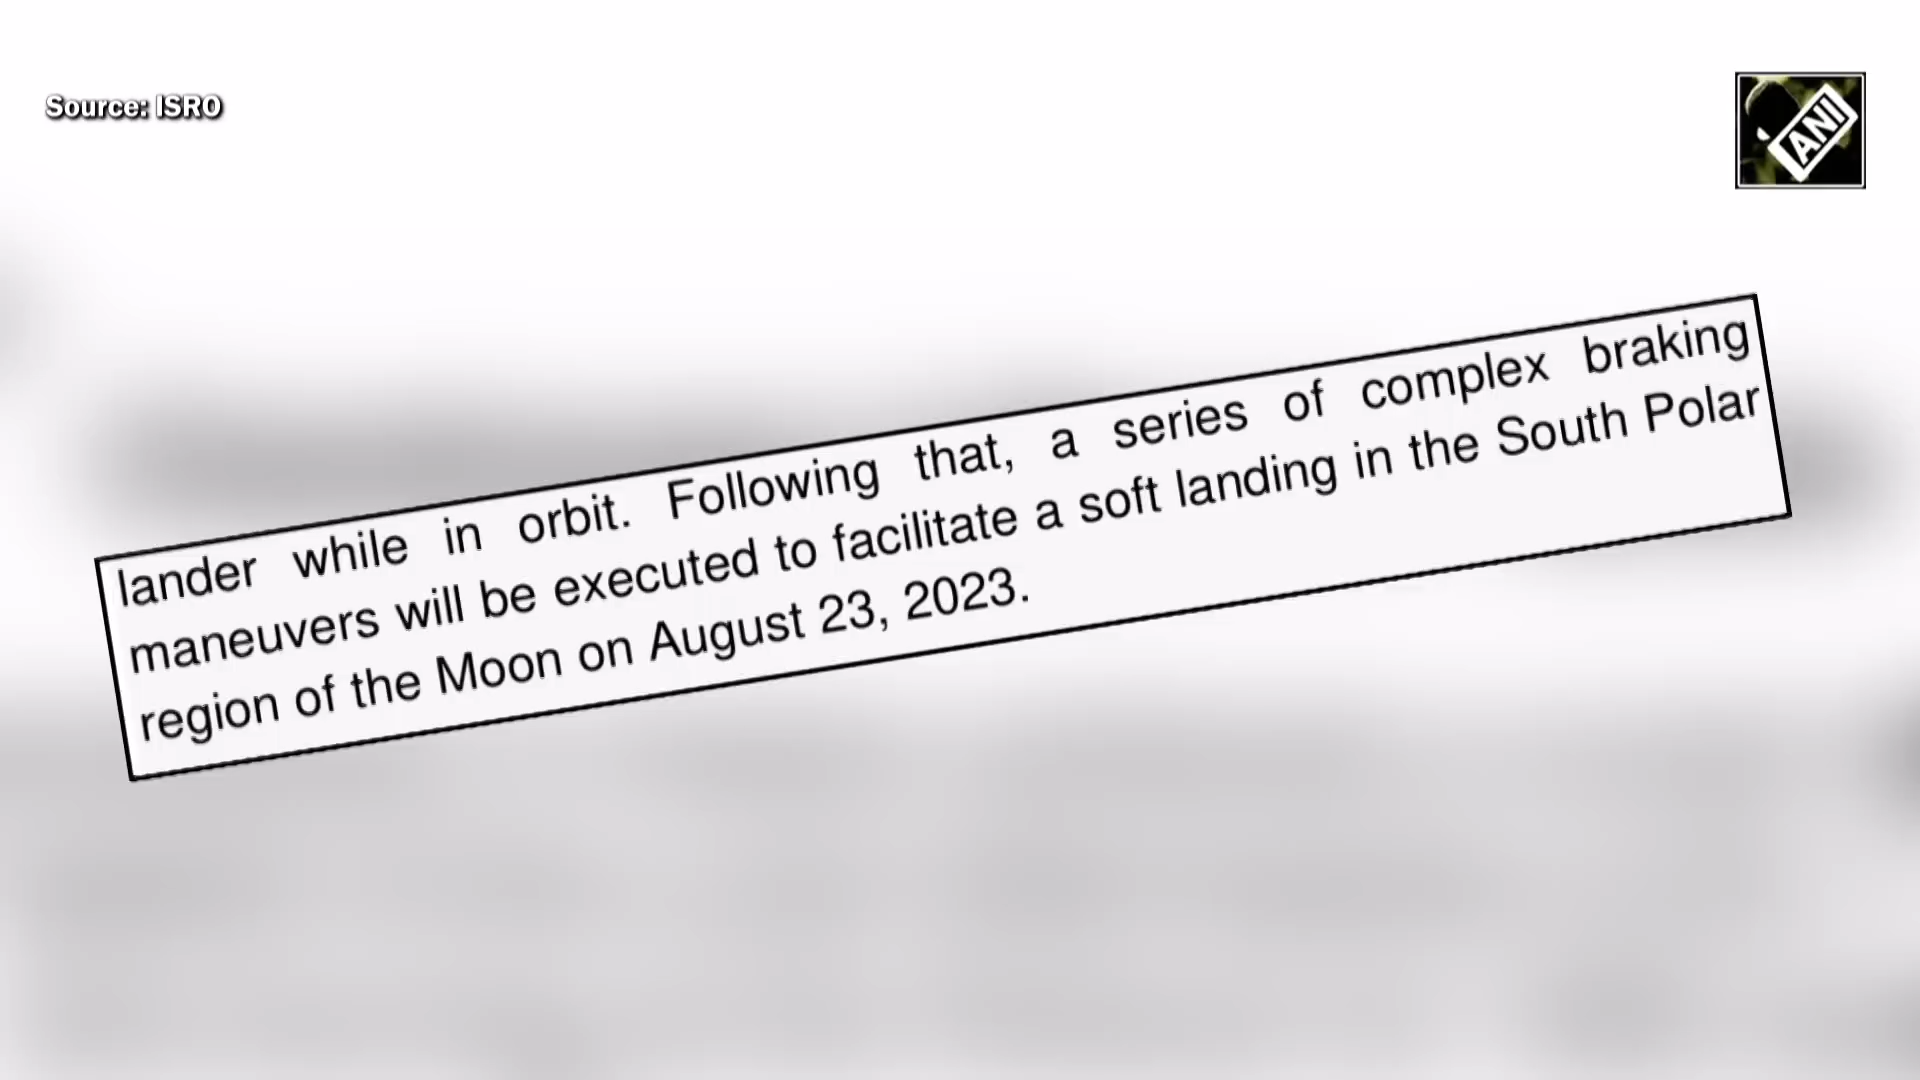 Source: ISRO
ANI
lander while in orbit. Following that, a series of complex braking
maneuvers will be executed to facilitate a soft landing in the South Polar
region of the Moon on August 23, 2023.